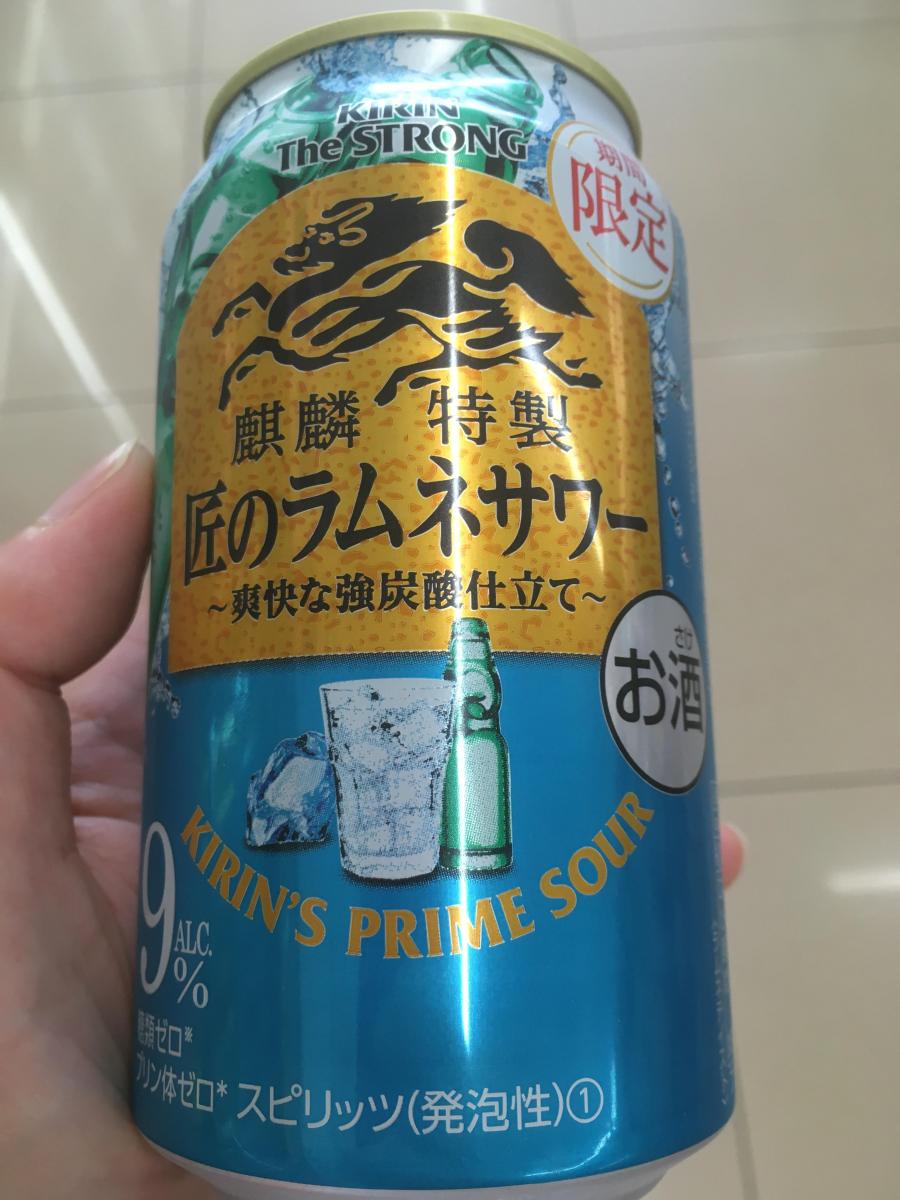 KIRIN
The STRONG
期間
限定
麒麟 特製
匠のラムネサワー
~爽快な強炭酸仕立て~
さけ
お酒
KIRIN'S PRIME SOUR
9
ALC.
%
糖類ゼロ※
プリン体ゼロ* スピリッツ(発泡性)①